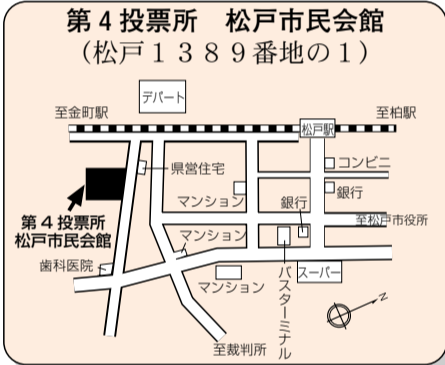 第４投票所　松戸市民会館
（松戸１３８９番地の１）
デパート
至金町駅
松戸駅
至柏駅
県営住宅
コンビニ
マンション
銀行
銀行
第４投票所
松戸市民会館
至松戸市役所
マンション
歯科医院
マンション
バスターミナル
スーパー
至裁判所
N